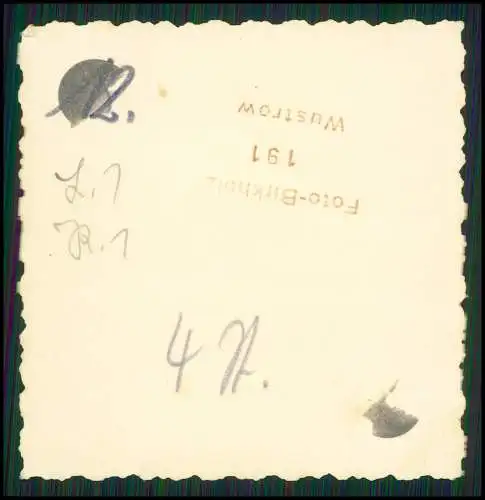 12.
L. 1
K. 1
Foto-Birkholz
191
Wustrow
4 H.